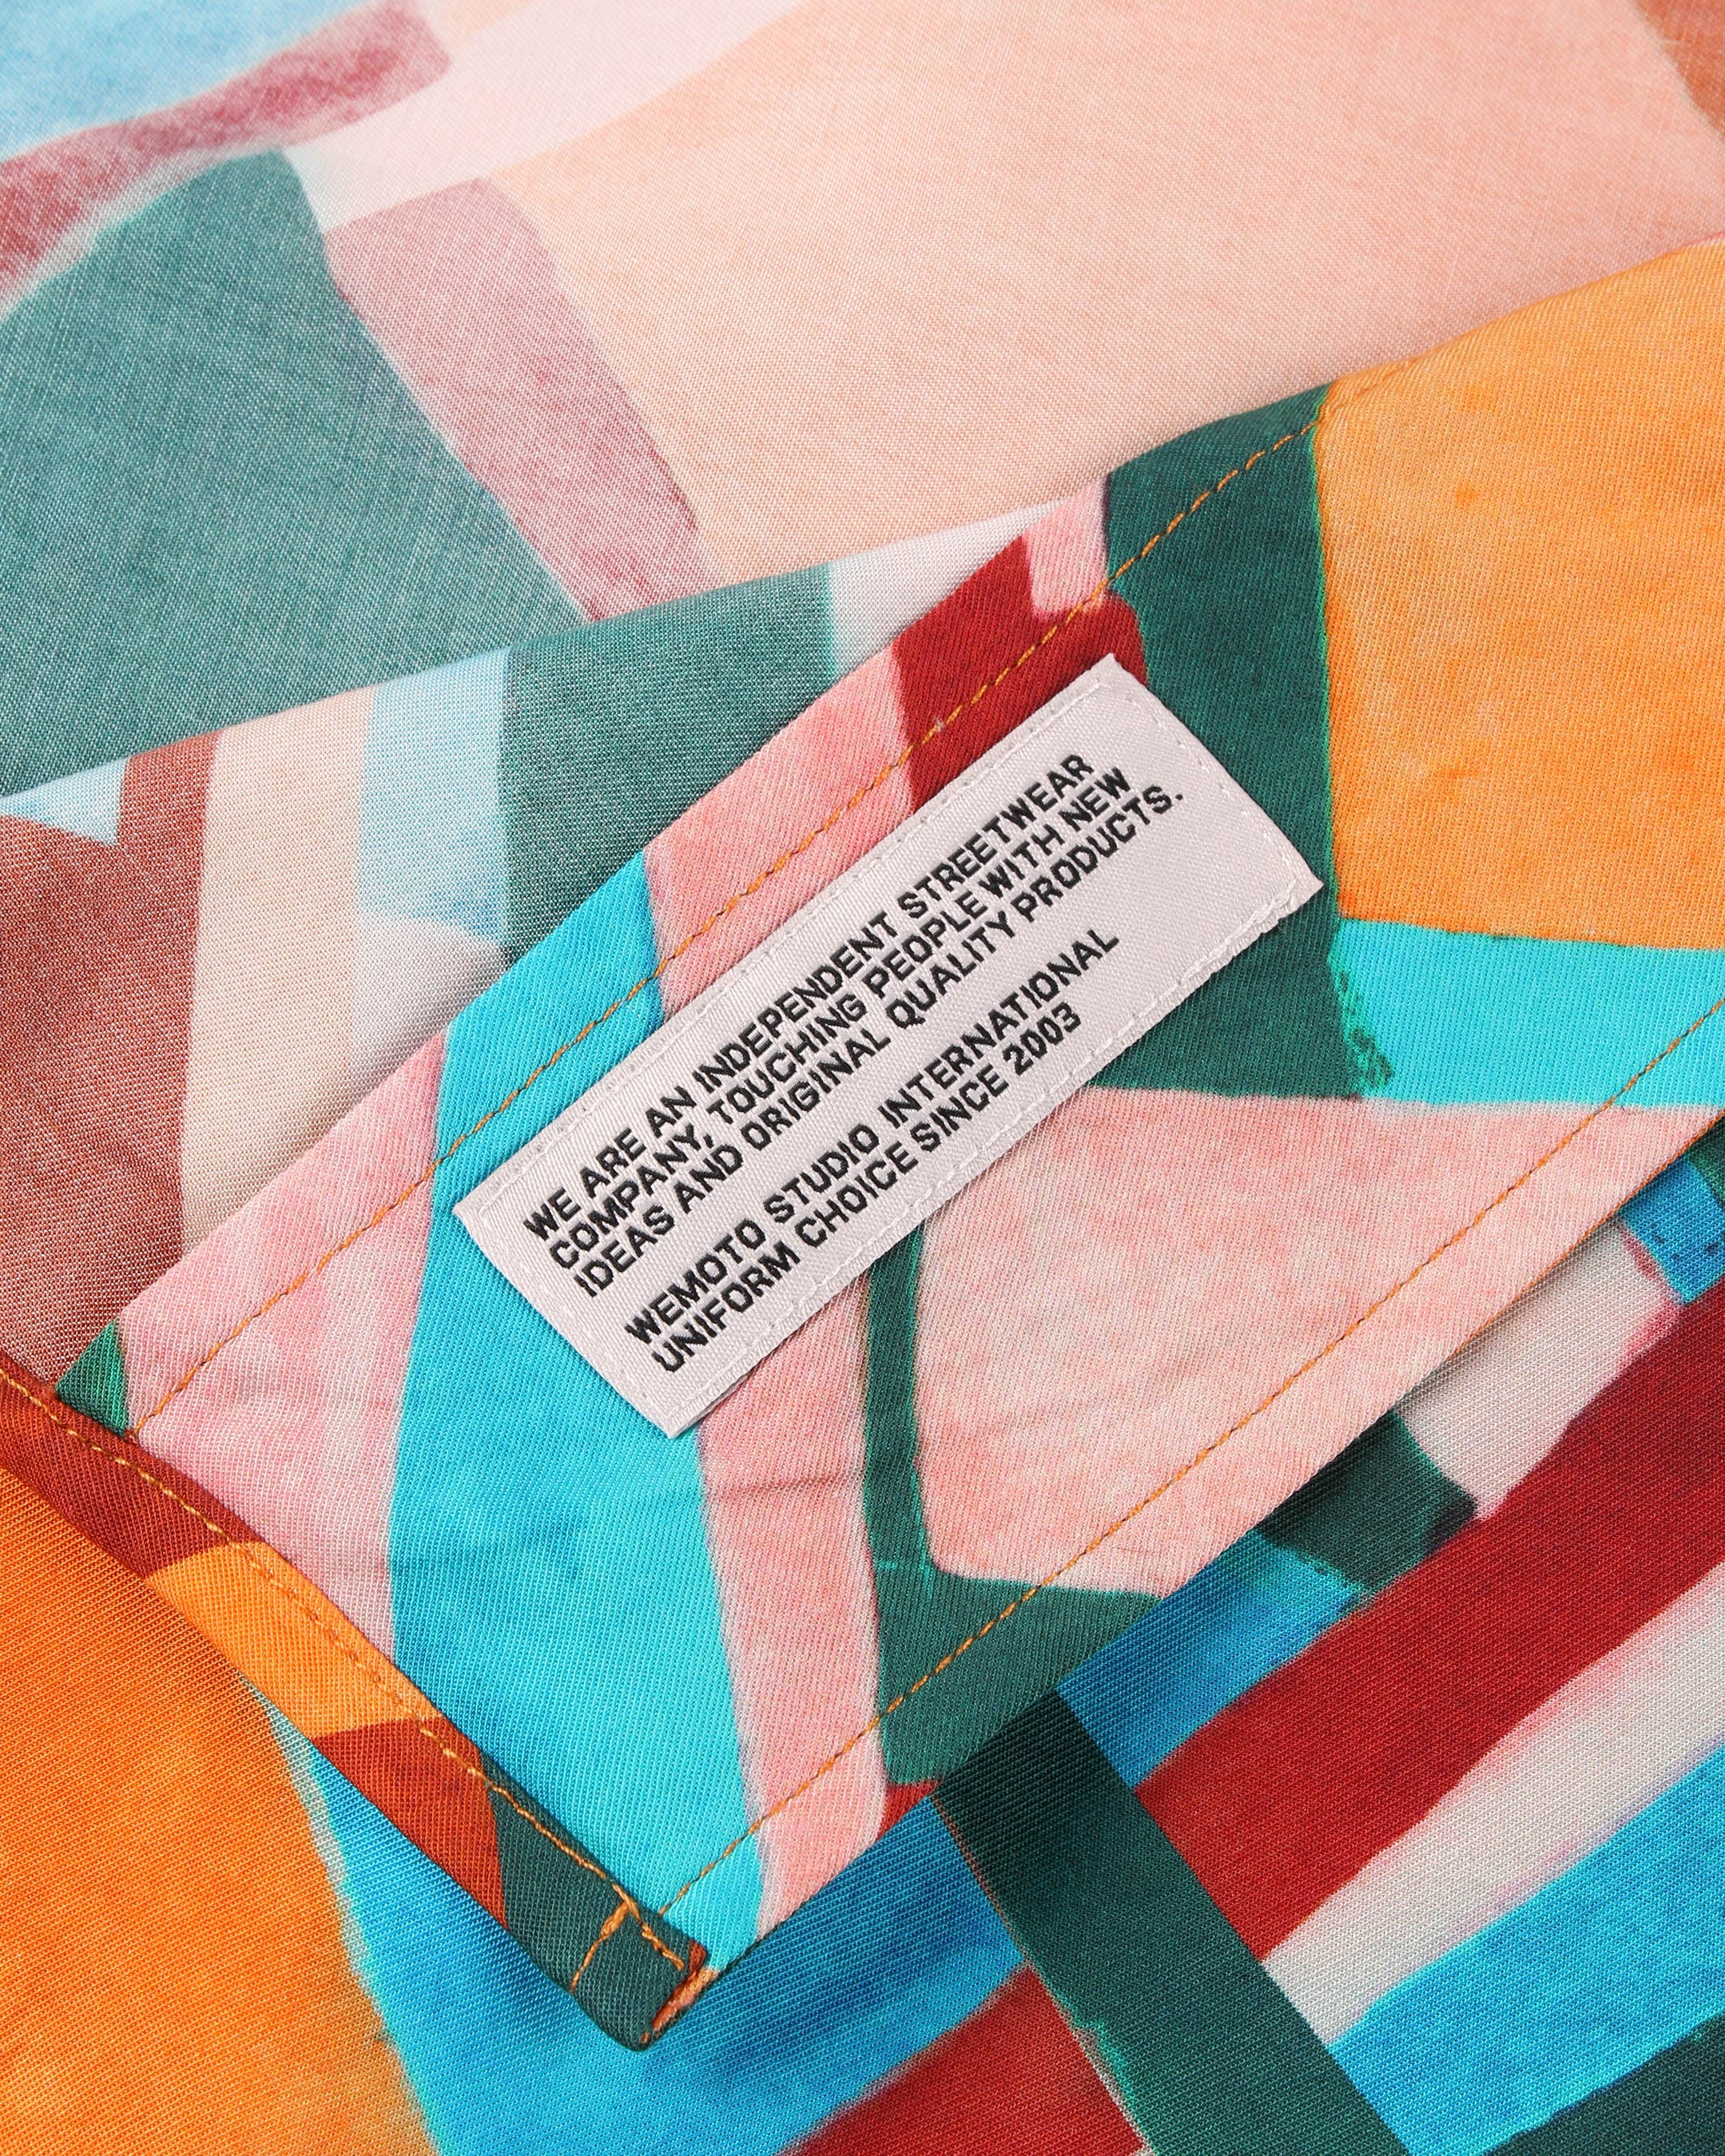 WE ARE AN INDEPENDENT STREETWEAR
COMPANY, TOUCHING PEOPLE WITH NEW
IDEAS AND ORIGINAL QUALITY PRODUCTS.
WEMOTO STUDIO INTERNATIONAL
UNIFORM CHOICE SINCE 2003